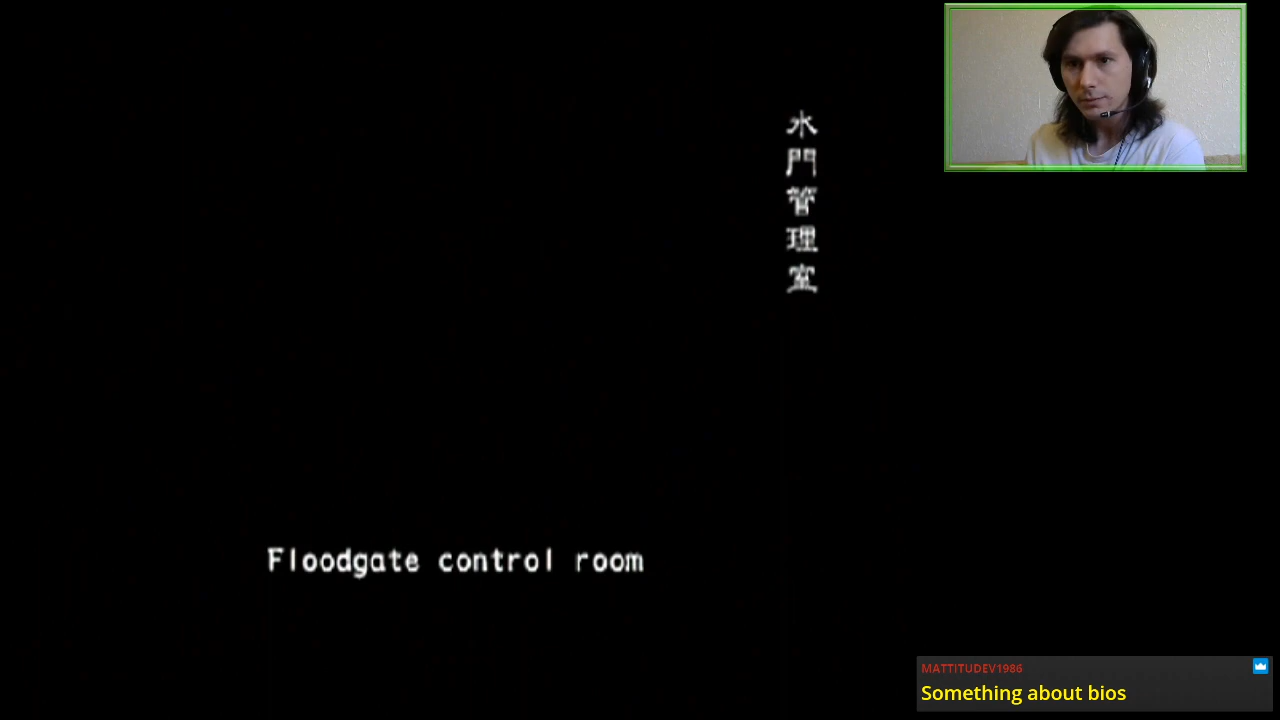 水門管理室
Floodgate control room
MATTITUDEV1986
Something about bios